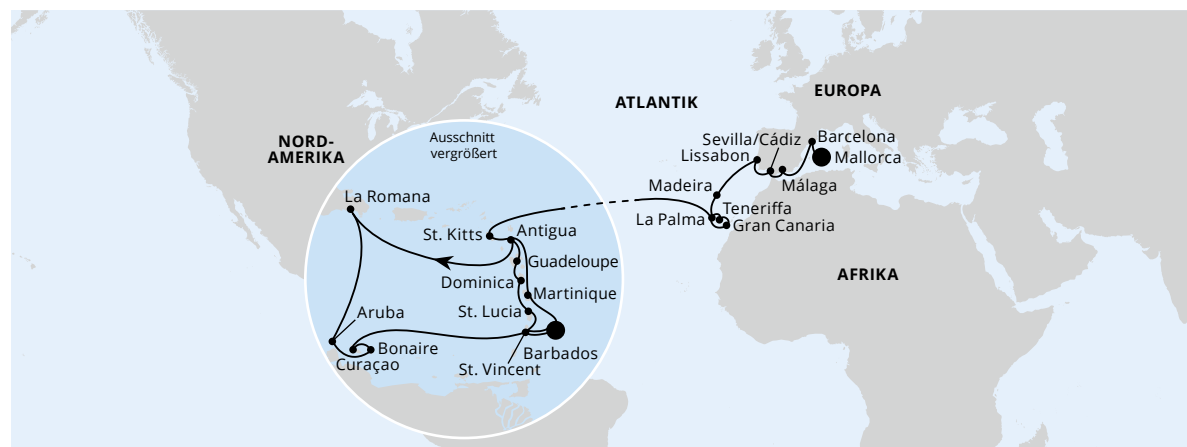 ATLANTIK
EUROPA
NORD-
AMERIKA
AFRIKA
Ausschnitt
vergrößert
Sevilla/Cádiz
Barcelona
Lissabon
Mallorca
Málaga
Madeira
Teneriffa
La Palma
Gran Canaria
La Romana
St. Kitts
Antigua
Guadeloupe
Dominica
Martinique
St. Lucia
Aruba
Barbados
Bonaire
Curaçao
St. Vincent